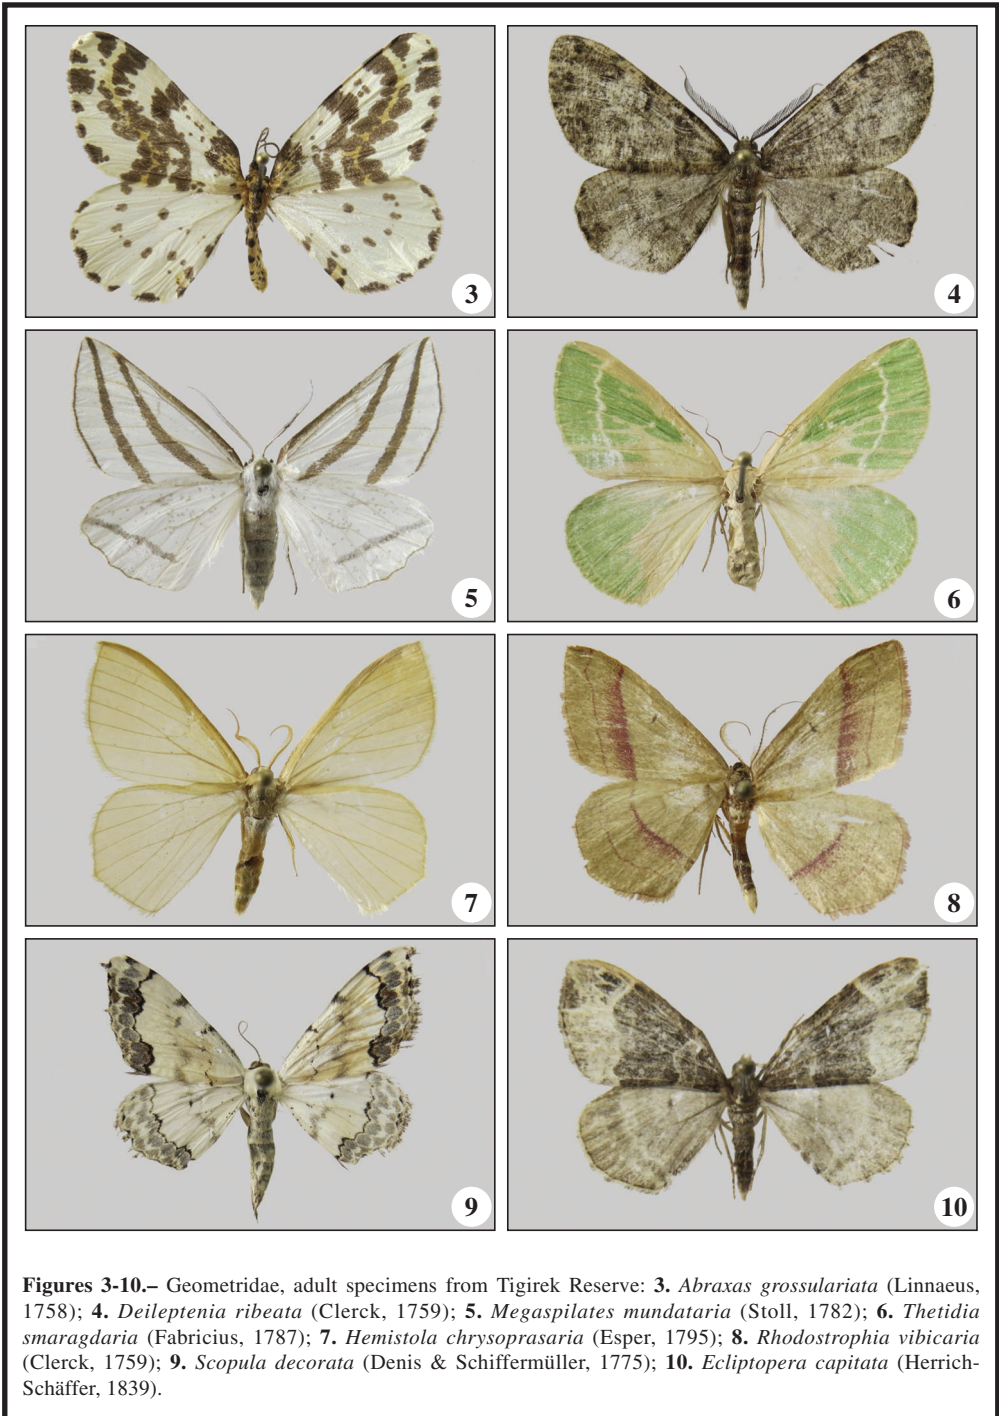 3
4
5
6
7
8
9
10
Figures 3-10.– Geometridae, adult specimens from Tigirek Reserve: 3. Abraxas grossulariata (Linnaeus,
1758); 4. Deileptenia ribeata (Clerck, 1759); 5. Megaspilates mundataria (Stoll, 1782); 6. Thetidia
smaragdaria (Fabricius, 1787); 7. Hemistola chrysoprasaria (Esper, 1795); 8. Rhodostrophia vibicaria
(Clerck, 1759); 9. Scopula decorata (Denis & Schiffermüller, 1775); 10. Ecliptopera capitata (Herrich-
Schäffer, 1839).